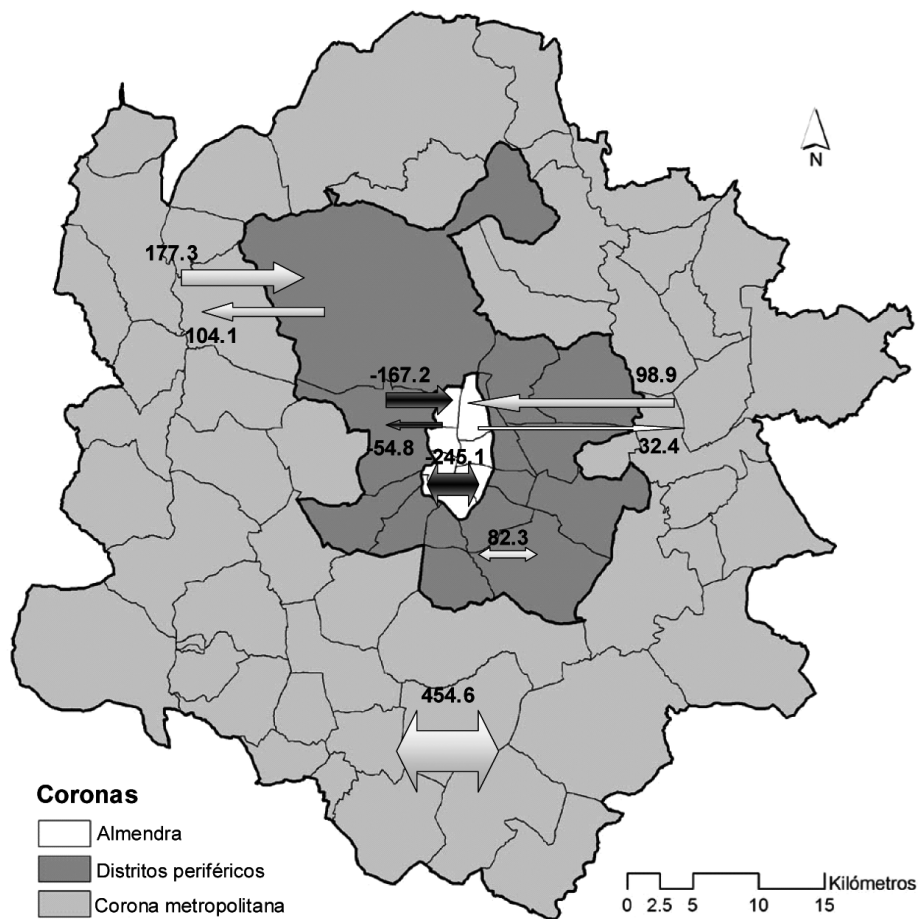 N
177.3
104.1
-167.2
98.9
-54.8
-245.1
32.4
82.3
454.6
Coronas
Almendra
Distritos periféricos
Corona metropolitana
Kilómetros
0 2.5 5 10 15